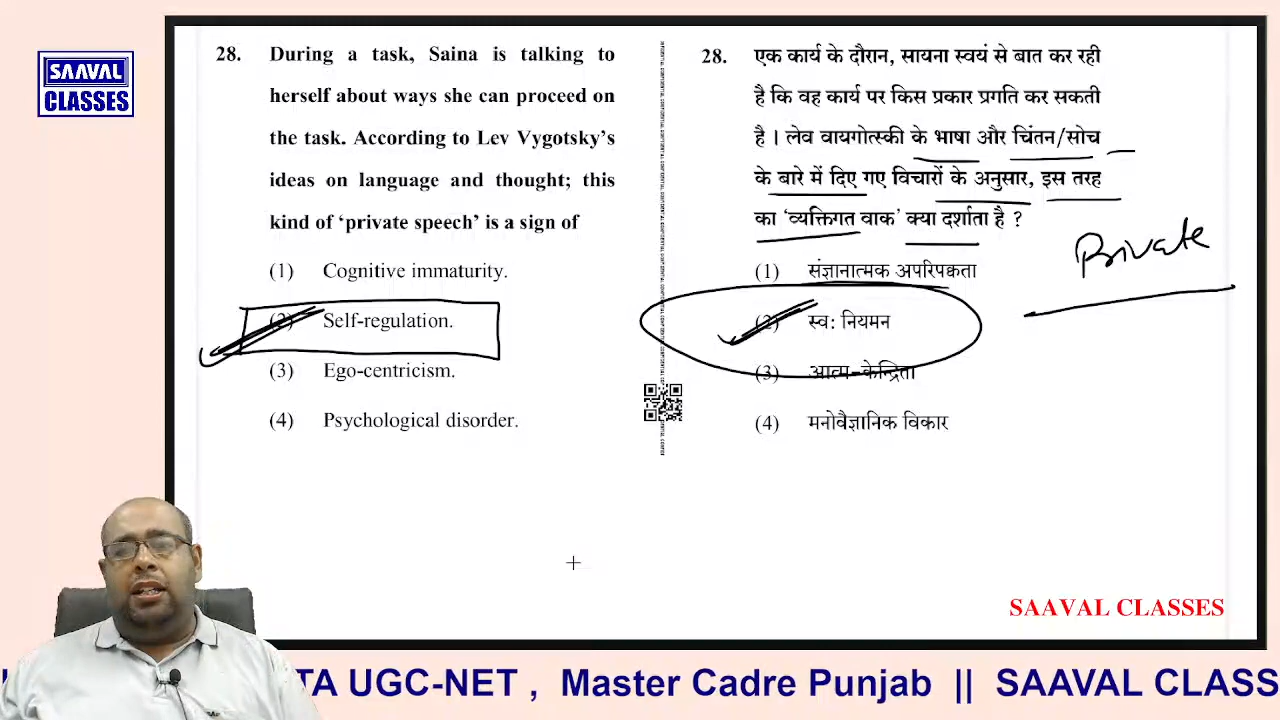 SAAVAL
CLASSES
28. During a task, Saina is talking to
herself about ways she can proceed on
the task. According to Lev Vygotsky's
ideas on language and thought; this
kind of 'private speech' is a sign of
(1) Cognitive immaturity.
(2) Self-regulation.
(3) Ego-centricism.
(4) Psychological disorder.
28. एक कार्य के दौरान, सायना स्वयं से बात कर रही
है कि वह कार्य पर किस प्रकार प्रगति कर सकती
है । लेव वायगोत्स्की के भाषा और चिंतन/सोच
के बारे में दिए गए विचारों के अनुसार, इस तरह
का 'व्यक्तिगत वाक' क्या दर्शाता है ?
(1) संज्ञानात्मक अपरिपक्वता
(2) स्व: नियमन
(3) आत्म-केन्द्रिता
(4) मनोवैज्ञानिक विकार
Private
SAAVAL CLASSES
TA UGC-NET , Master Cadre Punjab || SAAVAL CLASS